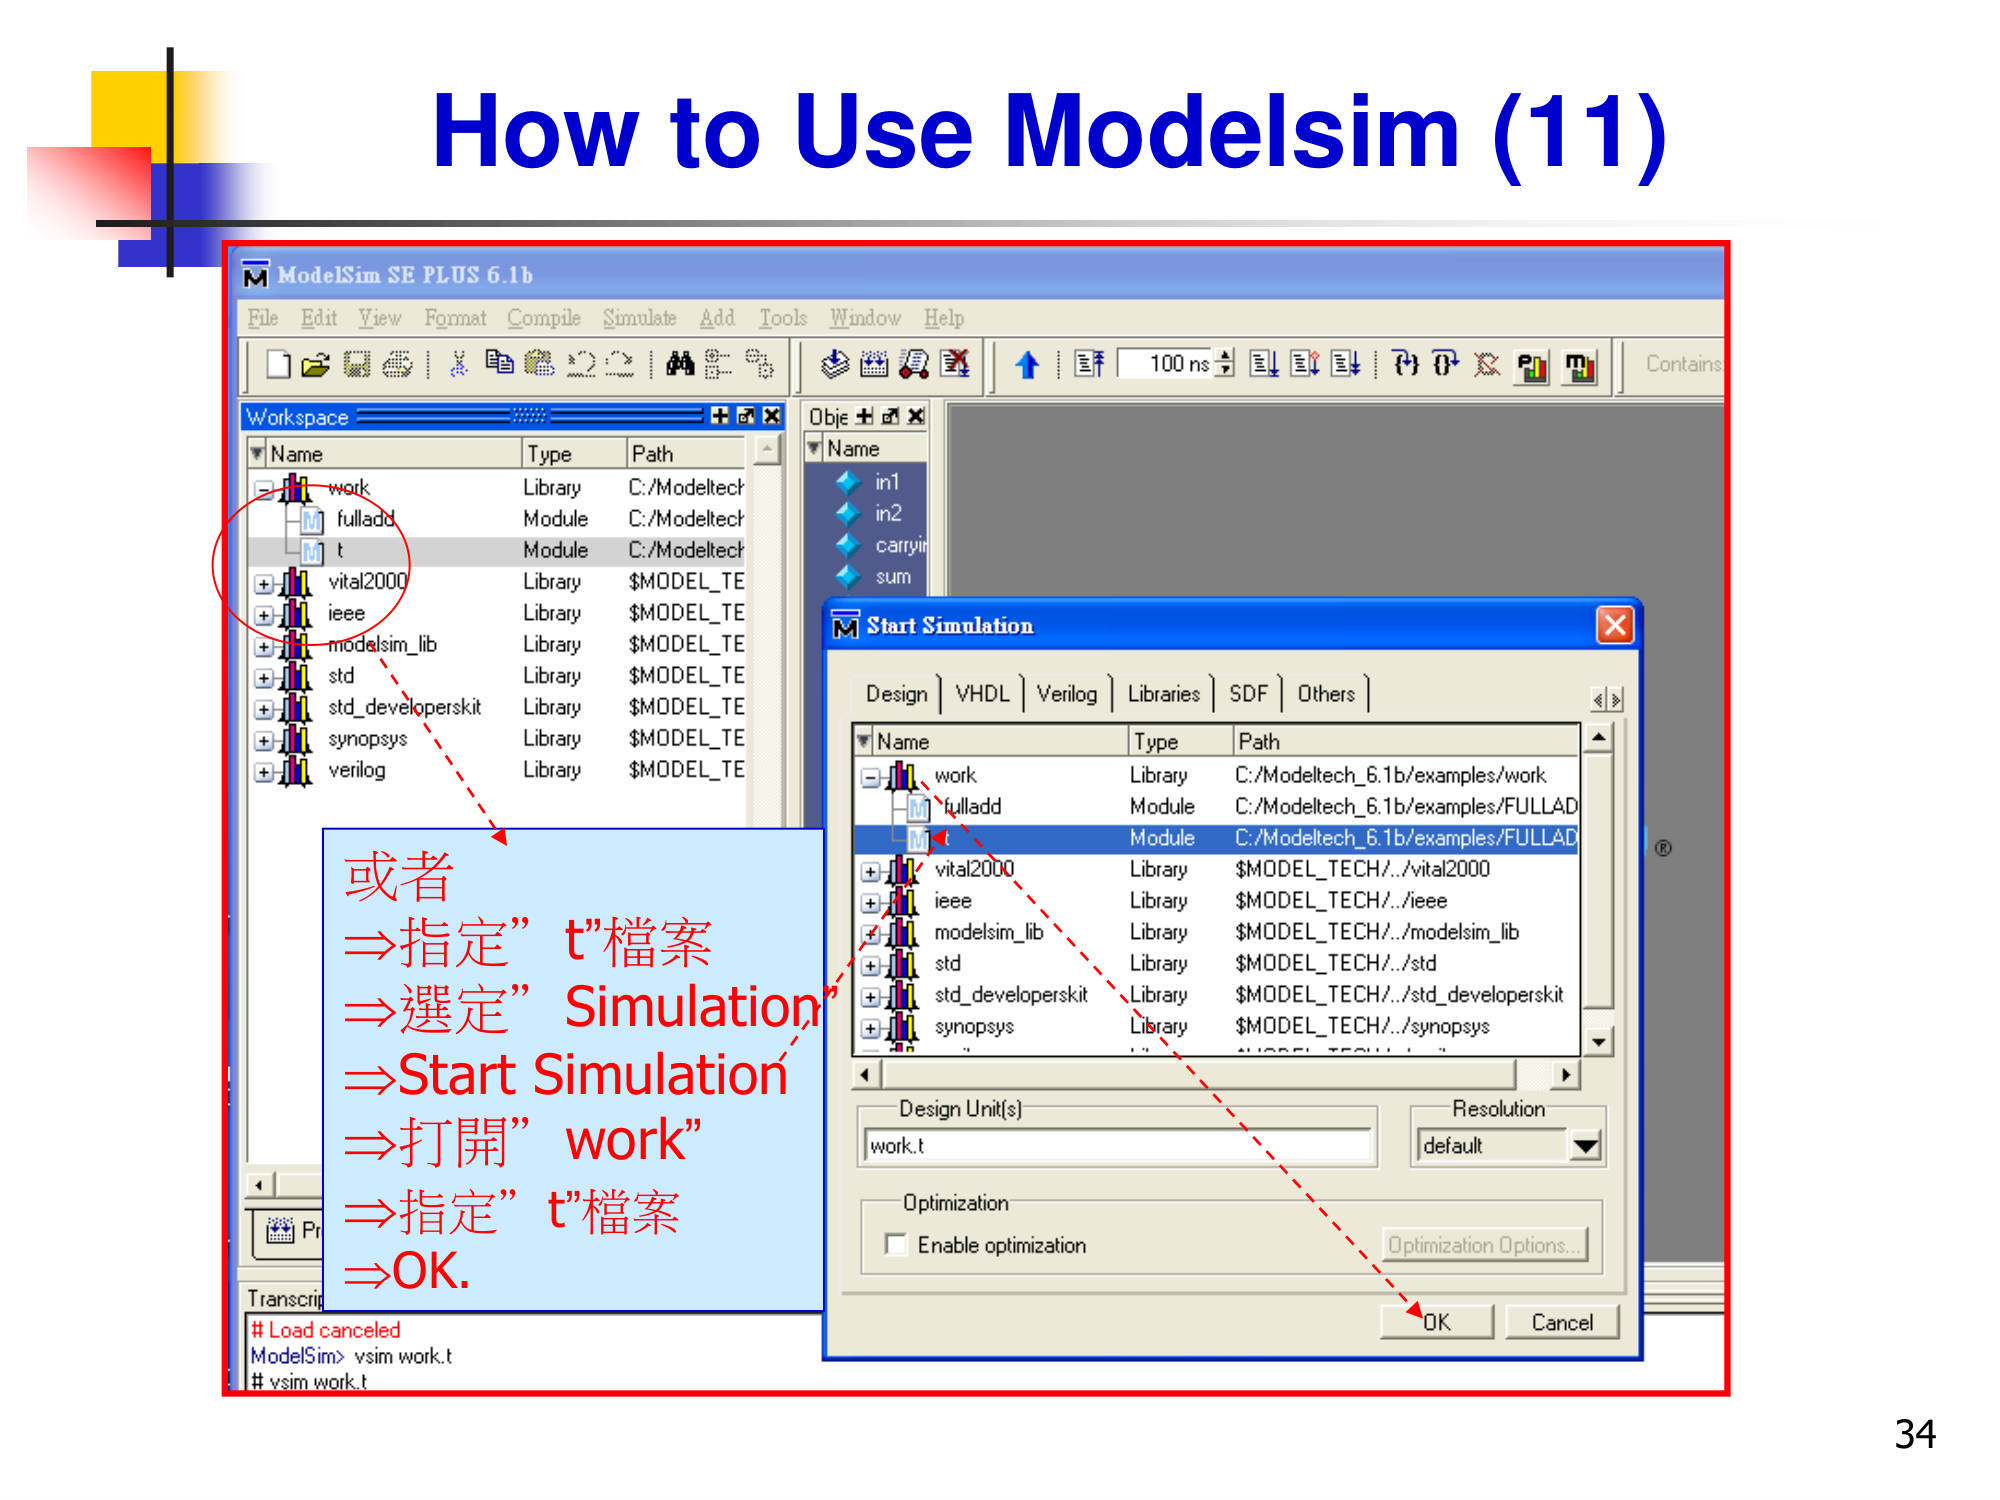 How to Use Modelsim (11)
ModelSim SE PLUS 6.1b
File Edit View Format Compile Simulate Add Tools Window Help
100 ns
Contains:
Workspace
Name Type Path
work Library C:/Modeltech
fulladd Module C:/Modeltech
t Module C:/Modeltech
vital2000 Library $MODEL_TE
ieee Library $MODEL_TE
modelsim_lib Library $MODEL_TE
std Library $MODEL_TE
std_developerskit Library $MODEL_TE
synopsys Library $MODEL_TE
verilog Library $MODEL_TE
Obje
Name
in1
in2
carryin
sum
Start Simulation
Design VHDL Verilog Libraries SDF Others
Name Type Path
work Library C:/Modeltech_6.1b/examples/work
fulladd Module C:/Modeltech_6.1b/examples/FULLAD
t Module C:/Modeltech_6.1b/examples/FULLAD
vital2000 Library $MODEL_TECH/../vital2000
ieee Library $MODEL_TECH/../ieee
modelsim_lib Library $MODEL_TECH/../modelsim_lib
std Library $MODEL_TECH/../std
std_developerskit Library $MODEL_TECH/../std_developerskit
synopsys Library $MODEL_TECH/../synopsys
Design Unit(s)
work.t
Resolution
default
Optimization
Enable optimization
Optimization Options...
OK Cancel
®
或者
⇒指定” t”檔案
⇒選定” Simulation”
⇒Start Simulation
⇒打開” work”
⇒指定” t”檔案
⇒OK.
Pr
Transcrip
# Load canceled
ModelSim> vsim work.t
# vsim work.t
34